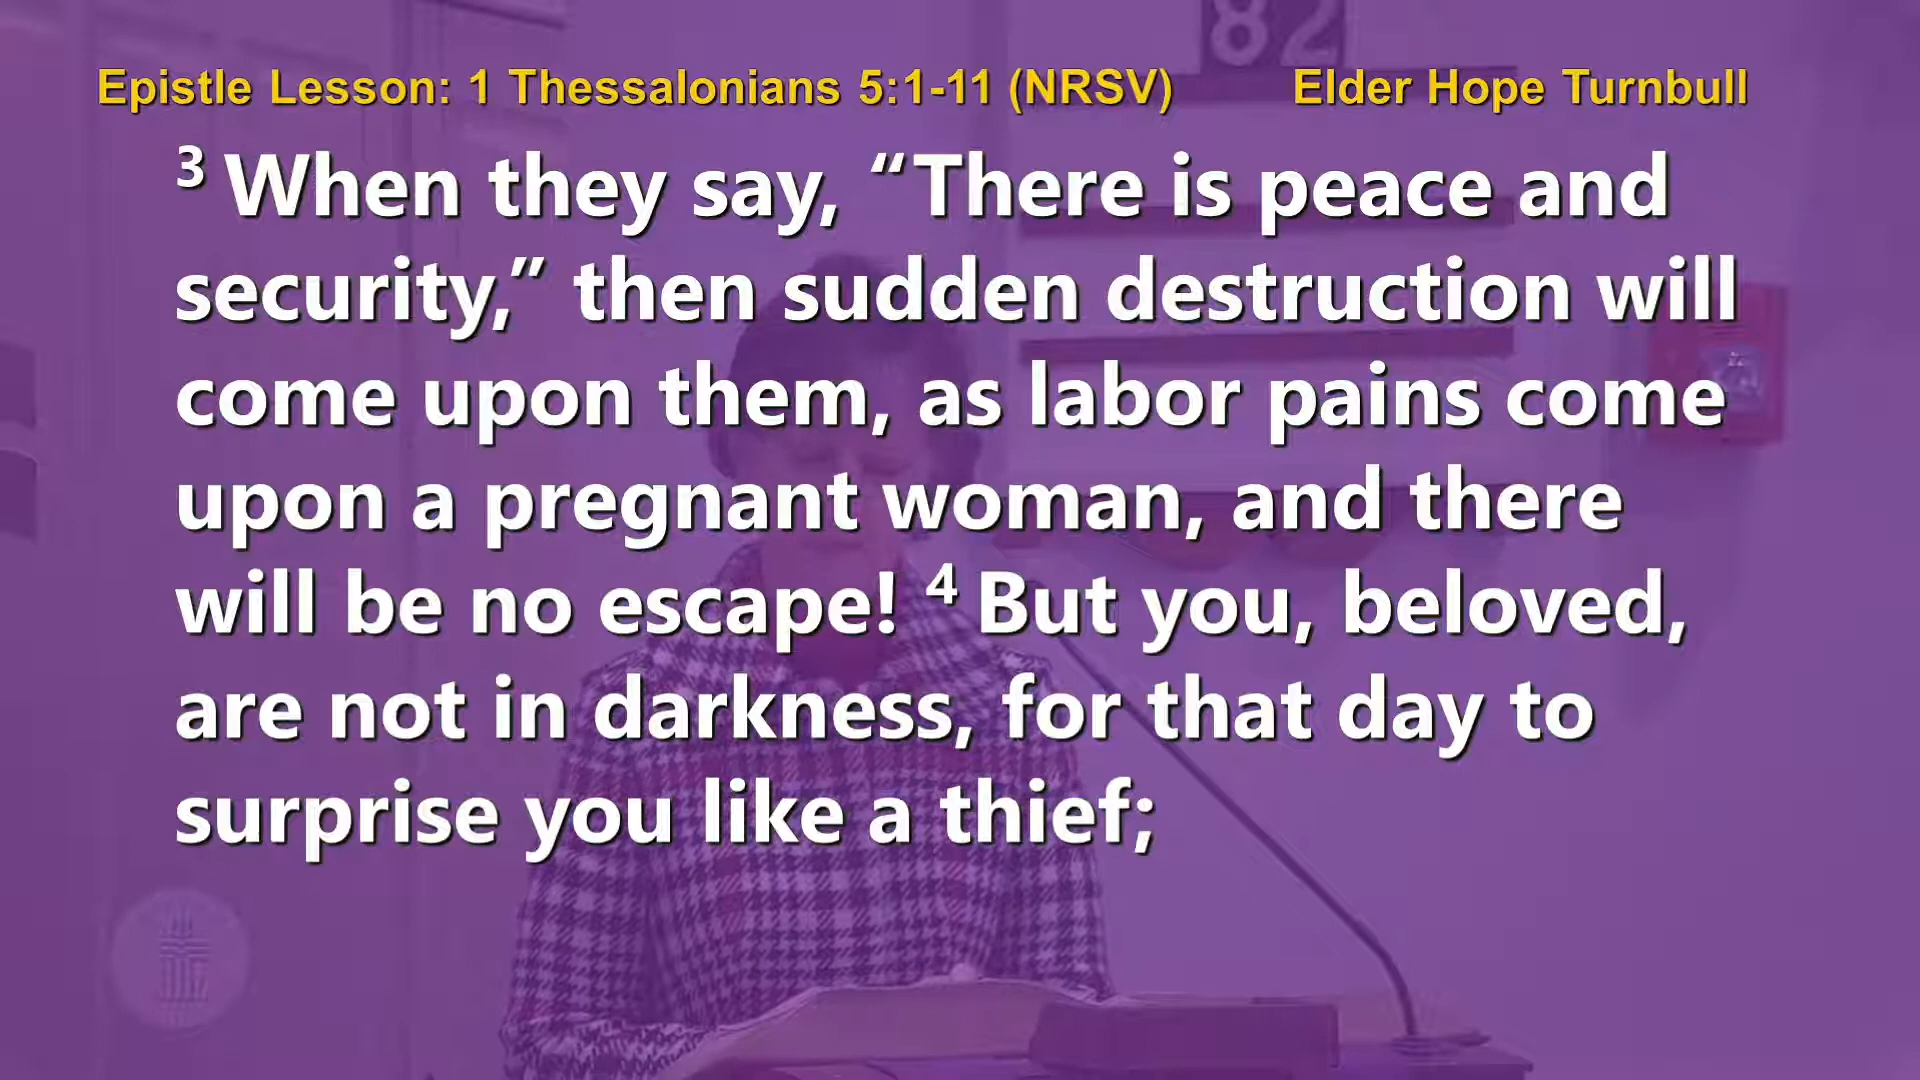 82
Epistle Lesson: 1 Thessalonians 5:1-11 (NRSV) Elder Hope Turnbull
3 When they say, “There is peace and
security,” then sudden destruction will
come upon them, as labor pains come
upon a pregnant woman, and there
will be no escape! 4 But you, beloved,
are not in darkness, for that day to
surprise you like a thief;